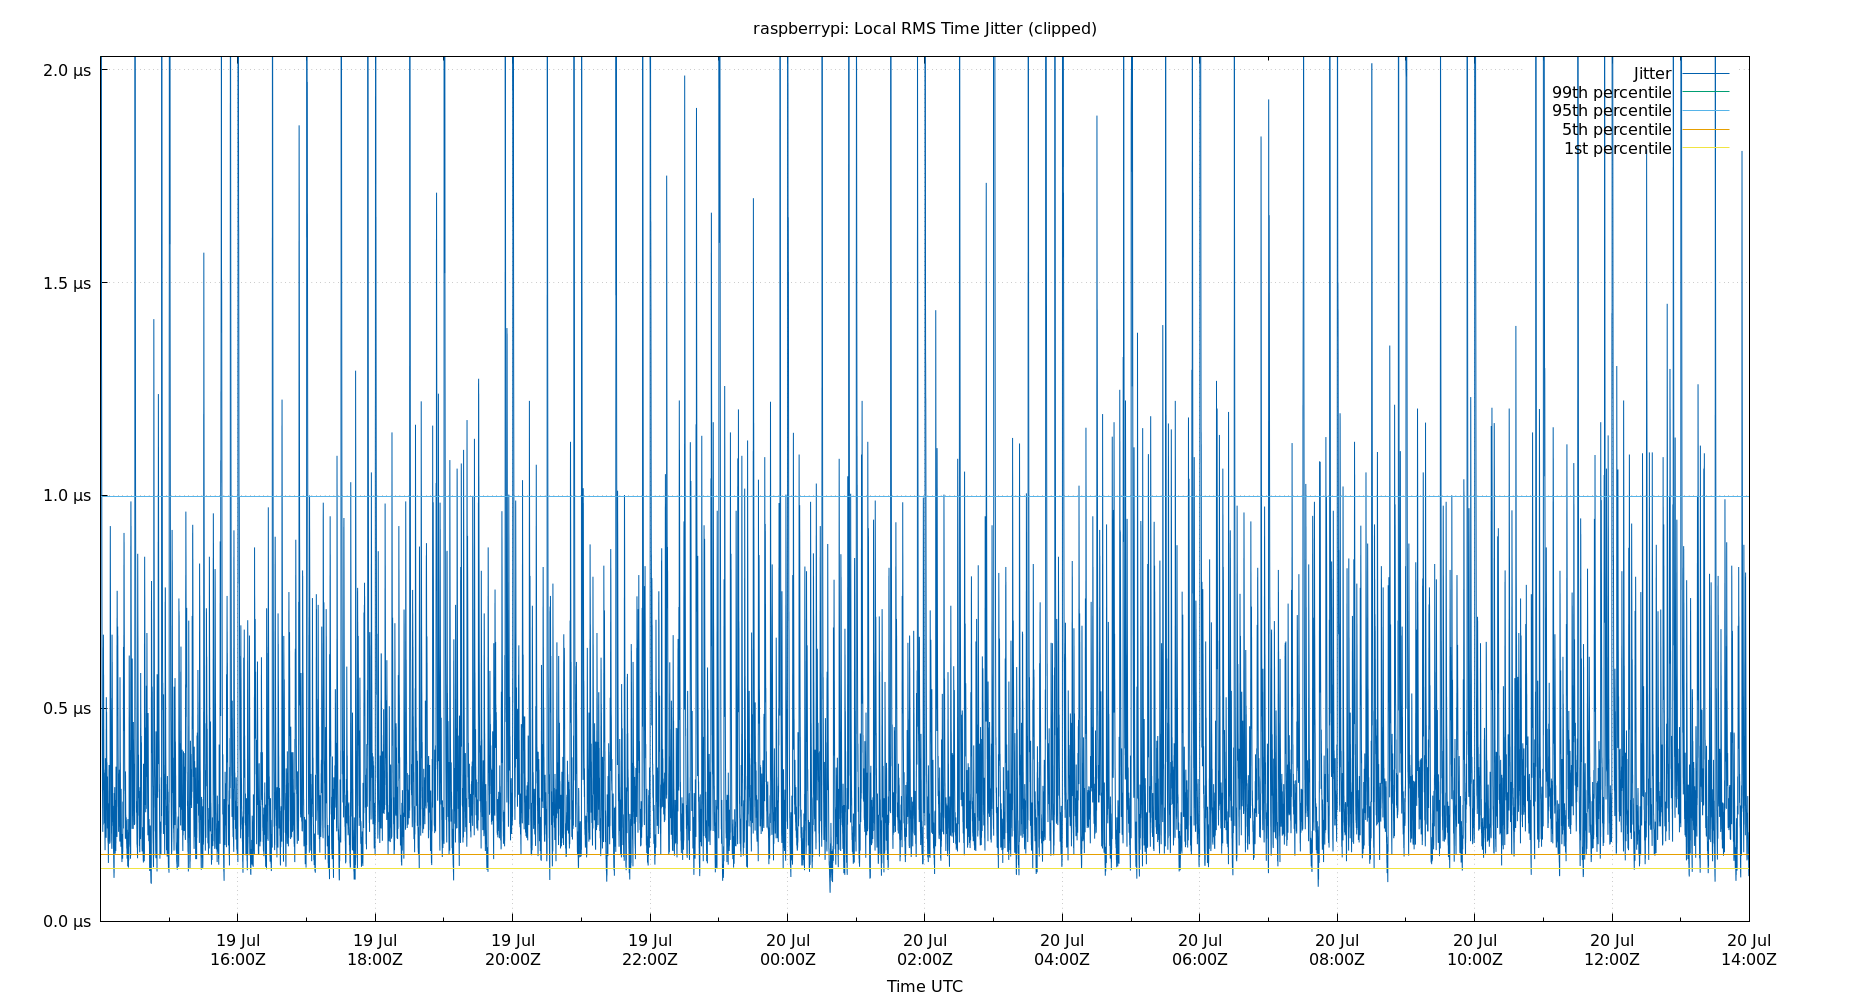 raspberrypi: Local RMS Time Jitter (clipped)
2.0 µs
1.5 µs
1.0 µs
0.5 µs
0.0 µs
Jitter
99th percentile
95th percentile
5th percentile
1st percentile
19 Jul 19 Jul 19 Jul 19 Jul 20 Jul 20 Jul 20 Jul 20 Jul 20 Jul 20 Jul 20 Jul 20 Jul
16:00Z 18:00Z 20:00Z 22:00Z 00:00Z 02:00Z 04:00Z 06:00Z 08:00Z 10:00Z 12:00Z 14:00Z
Time UTC